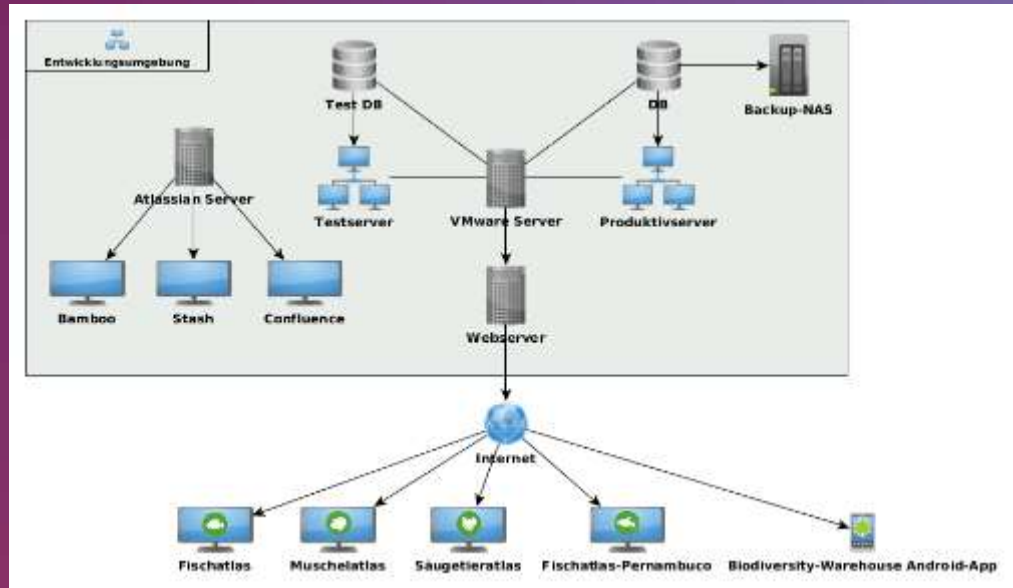 Entwicklungsumgebung
Test DB
DB
Backup-NAS
Atlassian Server
Testserver
VMware Server
Produktivserver
Bamboo
Stash
Confluence
Webserver
Internet
Fischatlas
Muschelatlas
Säugetieratlas
Fischatlas-Pernambuco
Biodiversity-Warehouse Android-App